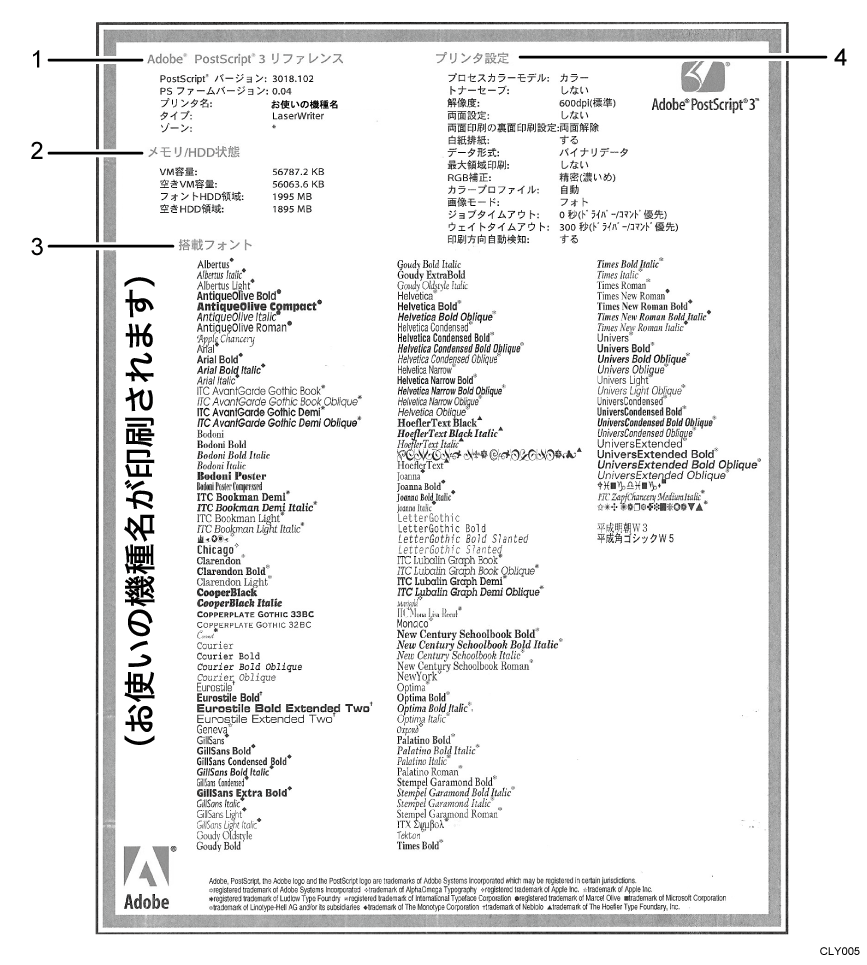 1
Adobe® PostScript® 3 リファレンス
PostScript® バージョン: 3018.102
PS ファームバージョン: 0.04
プリンタ名: お使いの機種名
タイプ: LaserWriter
ゾーン: *
2
メモリ/HDD状態
VM容量: 56787.2 KB
空きVM容量: 56063.6 KB
フォントHDD領域: 1995 MB
空きHDD領域: 1895 MB
4
プリンタ設定
プロセスカラーモデル: カラー
トナーセーブ: しない
解像度: 600dpi(標準)
両面設定: しない
両面印刷の裏面印刷設定:両面解除
白紙排紙: する
データ形式: バイナリデータ
最大領域印刷: しない
RGB補正: 精密(濃いめ)
カラープロファイル: 自動
画像モード: フォト
ジョブタイムアウト: 0 秒(ドライバー/コマンド優先)
ウェイトタイムアウト: 300 秒(ドライバー/コマンド優先)
印刷方向自動検知: する
Adobe® PostScript® 3™
3
搭載フォント
(お使いの機種名が印刷されます)
Albertus
Albertus Italic
Albertus Light
AntiqueOlive Bold
AntiqueOlive Compact
AntiqueOlive Italic
AntiqueOlive Roman
Apple Chancery
Arial
Arial Bold
Arial Bold Italic
Arial Italic
ITC AvantGarde Gothic Book
ITC AvantGarde Gothic Book Oblique
ITC AvantGarde Gothic Demi
ITC AvantGarde Gothic Demi Oblique
Bodoni
Bodoni Bold
Bodoni Bold Italic
Bodoni Italic
Bodoni Poster
Bodoni Poster Compressed
ITC Bookman Demi
ITC Bookman Demi Italic
ITC Bookman Light
ITC Bookman Light Italic
Chicago
Clarendon
Clarendon Bold
Clarendon Light
CooperBlack
CooperBlack Italic
COPPERPLATE GOTHIC 33BC
COPPERPLATE GOTHIC 32BC
Coronet
Courier
Courier Bold
Courier Bold Oblique
Courier Oblique
Eurostile
Eurostile Bold
Eurostile Bold Extended Two
Eurostile Extended Two
Geneva
GillSans
GillSans Bold
GillSans Condensed Bold
GillSans Bold Italic
GillSans Condensed
GillSans Extra Bold
GillSans Italic
GillSans Light
GillSans Light Italic
Goudy Oldstyle
Goudy Bold
Goudy Bold Italic
Goudy ExtraBold
Goudy Oldstyle Italic
Helvetica
Helvetica Bold
Helvetica Bold Oblique
Helvetica Condensed
Helvetica Condensed Bold
Helvetica Condensed Bold Oblique
Helvetica Condensed Oblique
Helvetica Narrow
Helvetica Narrow Bold
Helvetica Narrow Bold Oblique
Helvetica Narrow Oblique
Helvetica Oblique
HoeflerText Black
HoeflerText Black Italic
HoeflerText Italic
HoeflerText
Joanna
Joanna Bold
Joanna Bold Italic
Joanna Italic
LetterGothic
LetterGothic Bold
LetterGothic Bold Slanted
LetterGothic Slanted
ITC Lubalin Graph Book
ITC Lubalin Graph Book Oblique
ITC Lubalin Graph Demi
ITC Lubalin Graph Demi Oblique
Marigold
ITC Mona Lisa Recut
Monaco
New Century Schoolbook Bold
New Century Schoolbook Bold Italic
New Century Schoolbook Italic
New Century Schoolbook Roman
NewYork
Optima
Optima Bold
Optima Bold Italic
Optima Italic
Oxford
Palatino Bold
Palatino Bold Italic
Palatino Italic
Palatino Roman
Stempel Garamond Bold
Stempel Garamond Bold Italic
Stempel Garamond Italic
Stempel Garamond Roman
ITX Σψμβολ
Tekton
Times Bold
Times Bold Italic
Times Italic
Times Roman
Times New Roman
Times New Roman Bold
Times New Roman Bold Italic
Times New Roman Italic
Univers
Univers Bold
Univers Bold Oblique
Univers Oblique
Univers Light
Univers Light Oblique
UniversCondensed
UniversCondensed Bold
UniversCondensed Bold Oblique
UniversCondensed Oblique
UniversExtended
UniversExtended Bold
UniversExtended Bold Oblique
UniversExtended Oblique
ITC ZapfChancery MediumItalic
平成明朝W3
平成角ゴシックW5
Adobe
Adobe, PostScript, the Adobe logo and the PostScript logo are trademarks of Adobe Systems Incorporated which may be registered in certain jurisdictions.
registered trademark of Adobe Systems Incorporated trademark of AlphaOmega Typography registered trademark of Apple Inc. trademark of Apple Inc.
registered trademark of Ludlow Type Foundry registered trademark of International Typeface Corporation registered trademark of Marcel Olive trademark of Microsoft Corporation
trademark of Linotype-Hell AG and/or its subsidiaries trademark of The Monotype Corporation trademark of Nebiolo trademark of The Hoefler Type Foundry, Inc.
CLY005